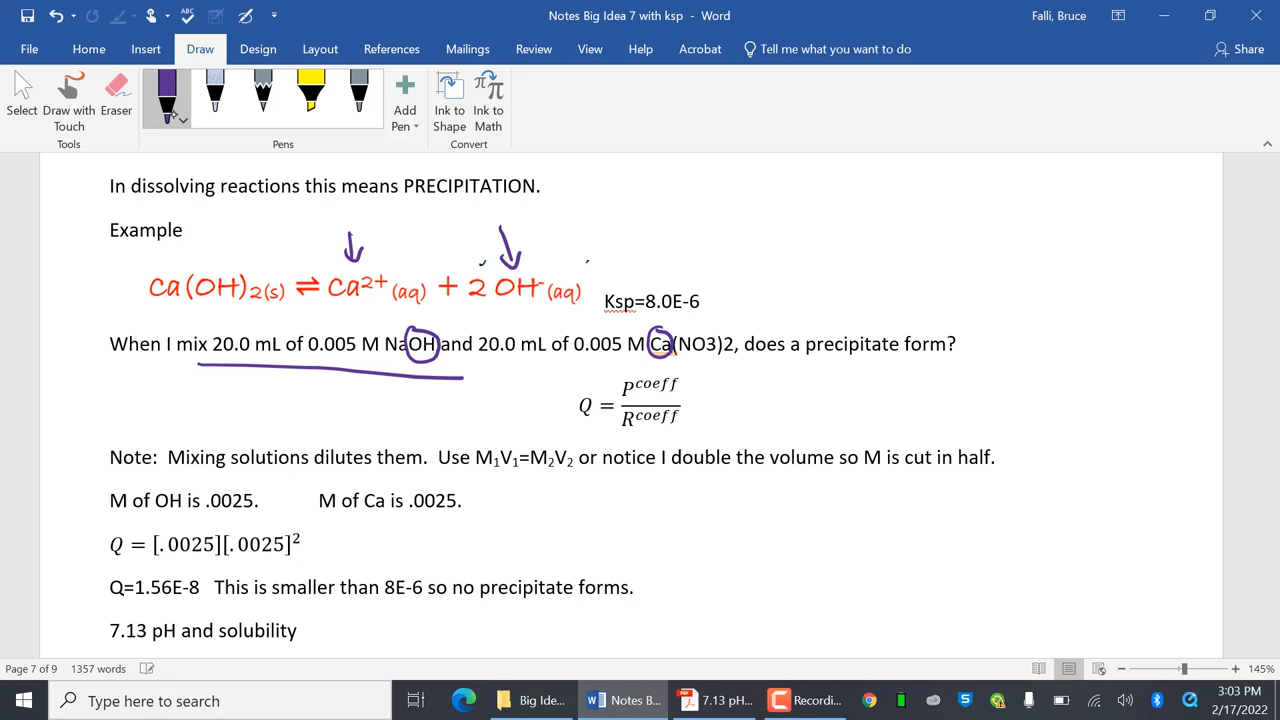 Notes Big Idea 7 with ksp - Word
Falli, Bruce
File Home Insert Draw Design Layout References Mailings Review View Help Acrobat Tell me what you want to do Share
Select Draw with Touch Eraser Add Pen Ink to Shape Ink to Math
Tools Pens Convert
In dissolving reactions this means PRECIPITATION.
Example
Ca(OH)₂(s) ⇌ Ca²⁺(aq) + 2 OH⁻(aq) Ksp=8.0E-6
When I mix 20.0 mL of 0.005 M NaOH and 20.0 mL of 0.005 M Ca(NO3)2, does a precipitate form?
Q = P^coeff / R^coeff
Note: Mixing solutions dilutes them. Use M₁V₁=M₂V₂ or notice I double the volume so M is cut in half.
M of OH is .0025. M of Ca is .0025.
Q = [.0025][.0025]²
Q=1.56E-8 This is smaller than 8E-6 so no precipitate forms.
7.13 pH and solubility
Page 7 of 9 1357 words 145%
Type here to search Big Ide... Notes B... 7.13 pH... Recordi... 3:03 PM
2/17/2022